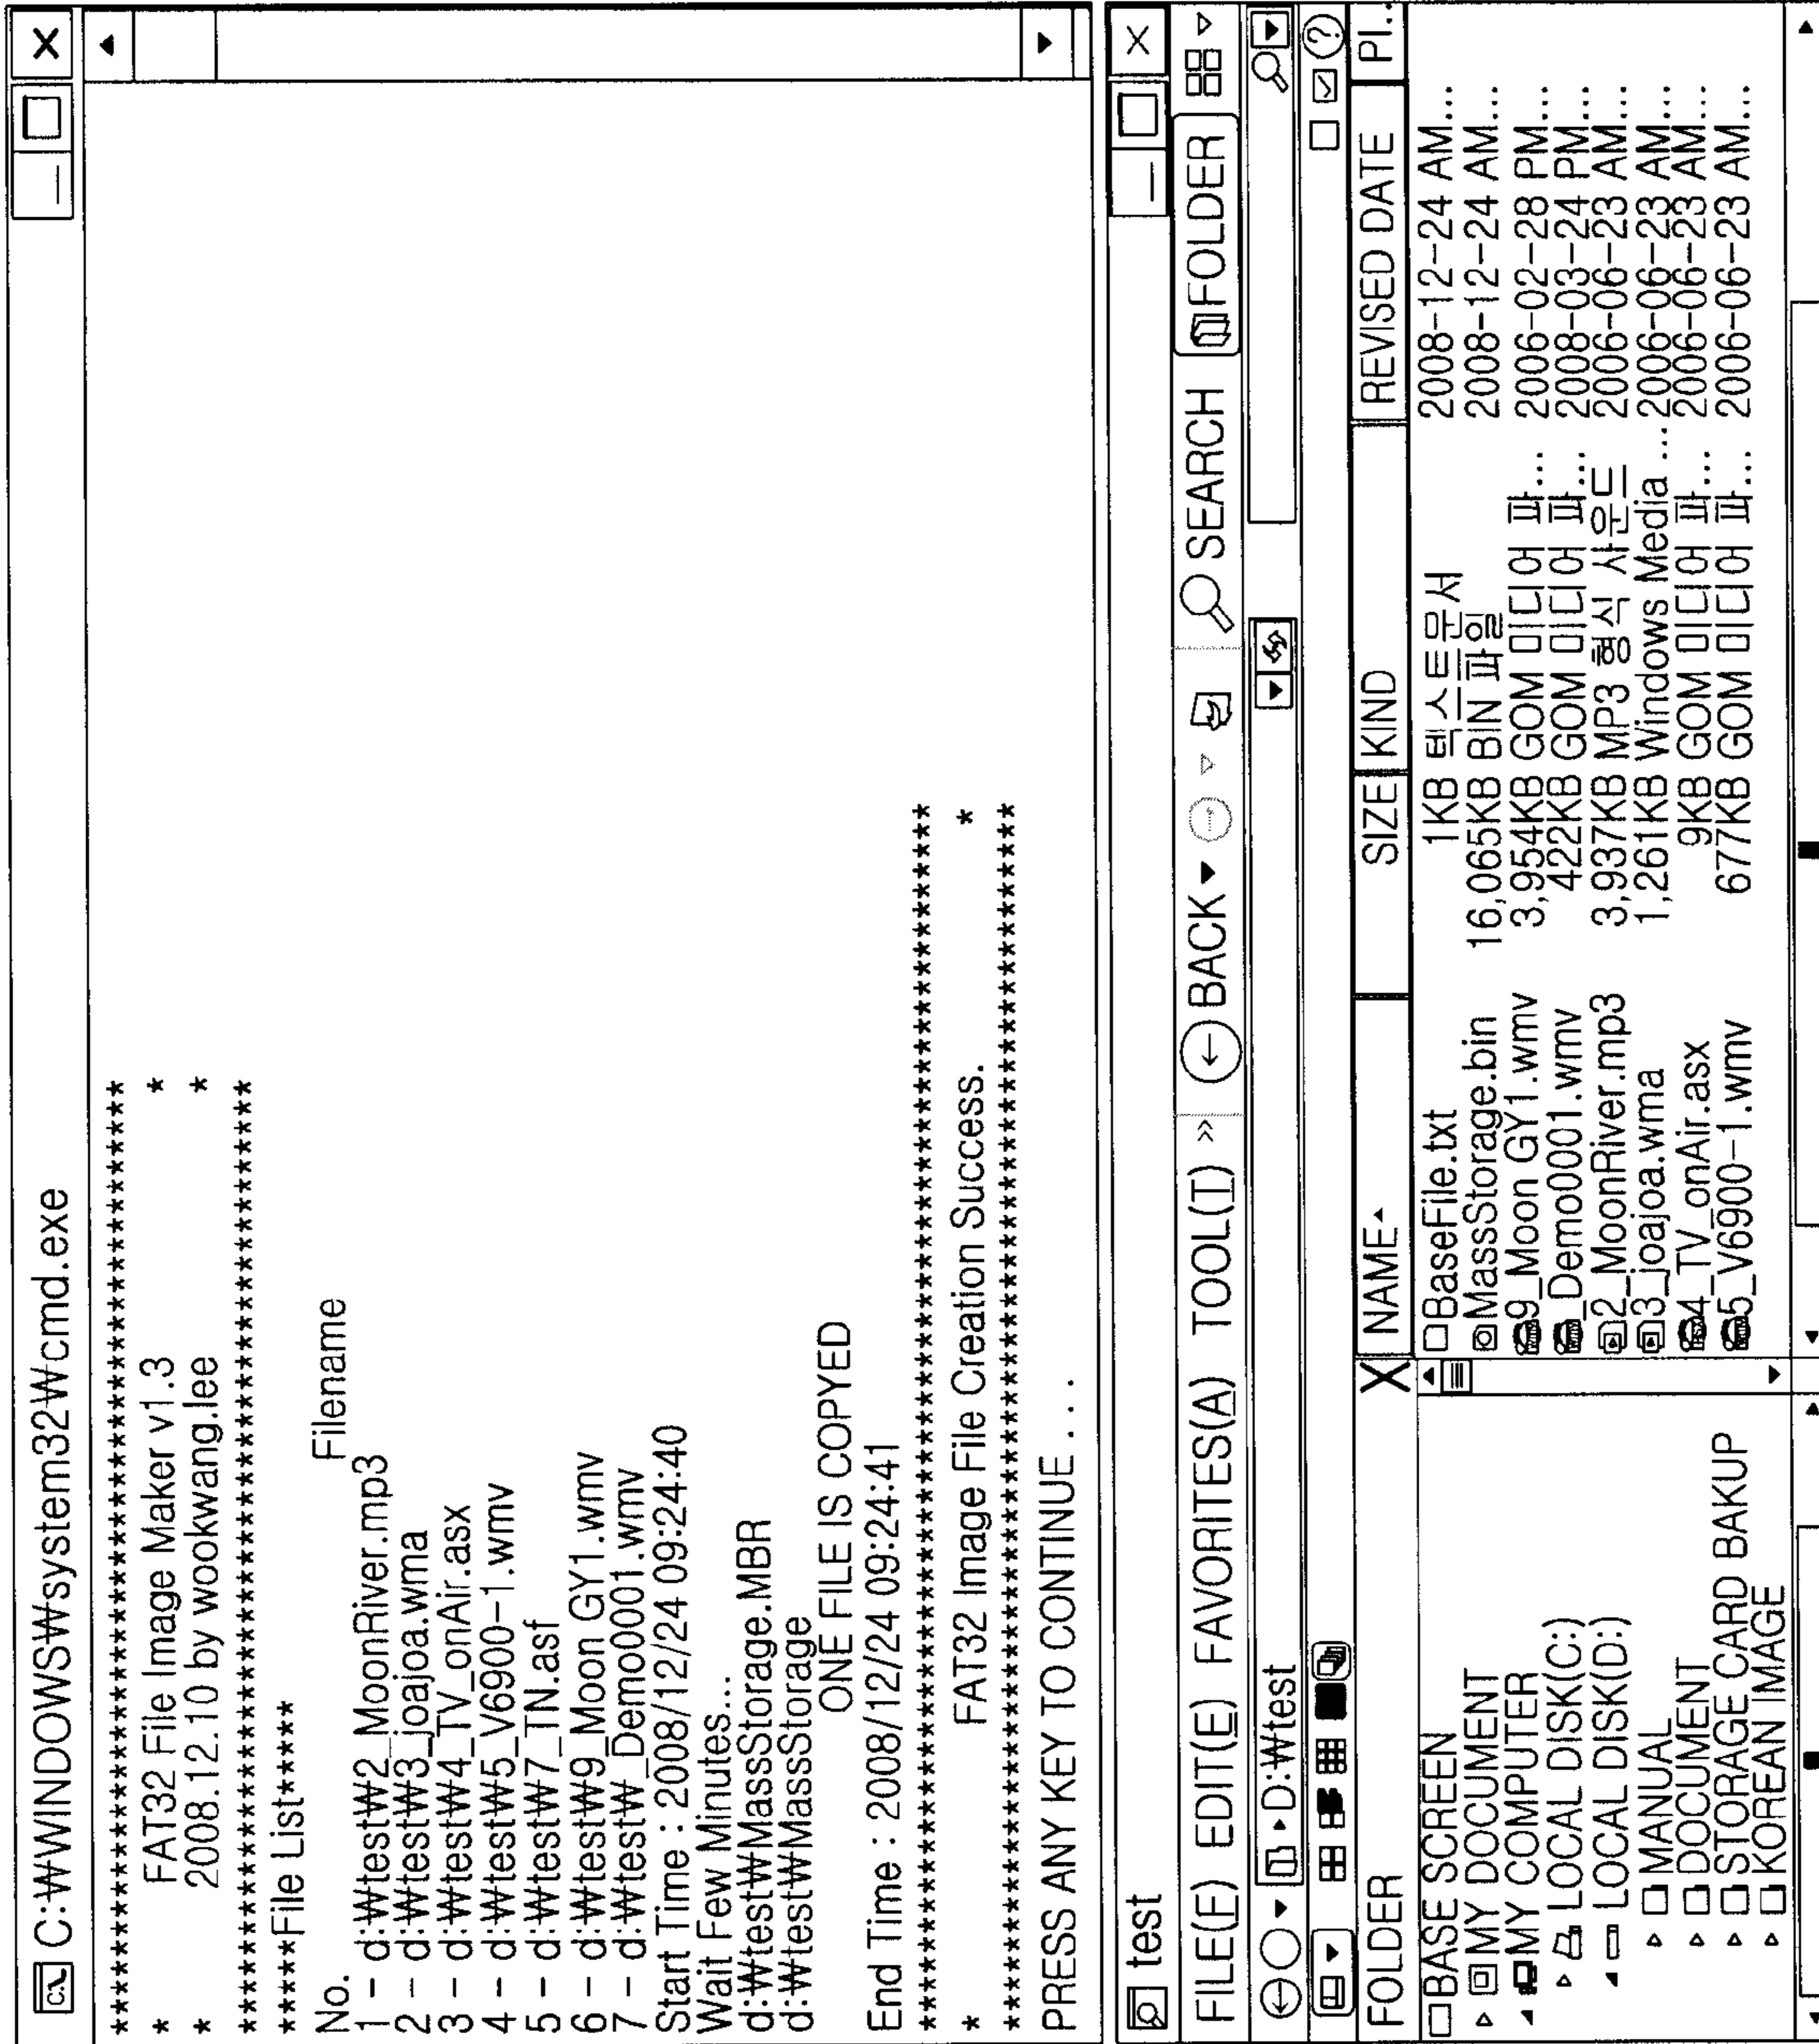 C:₩WINDOWS₩system32₩cmd.exe
*****************************************************
* FAT32 File Image Maker v1.3 *
* 2008.12.10 by wookwang.lee *
*****************************************************
*****File List*****
No. Filename
1 - d:₩test₩2_MoonRiver.mp3
2 - d:₩test₩3_joajoa.wma
3 - d:₩test₩4_TV_onAir.asx
4 - d:₩test₩5_V6900-1.wmv
5 - d:₩test₩7_TN.asf
6 - d:₩test₩9_Moon GY1.wmv
7 - d:₩test₩_Demo0001.wmv
Start Time : 2008/12/24 09:24:40
Wait Few Minutes...
d:₩test₩MassStorage.MBR
d:₩test₩MassStorage
ONE FILE IS COPYED
End Time : 2008/12/24 09:24:41
*********************************************************************
* FAT32 Image File Creation Success. *
*********************************************************************
PRESS ANY KEY TO CONTINUE ....
test
FILE(F) EDIT(E) FAVORITES(A) TOOL(T) » BACK SEARCH FOLDER
D:₩test
FOLDER X
BASE SCREEN
MY DOCUMENT
MY COMPUTER
LOCAL DISK(C:)
LOCAL DISK(D:)
MANUAL
DOCUMENT
STORAGE CARD BAKUP
KOREAN IMAGE
NAME SIZE KIND REVISED DATE PI..
BaseFile.txt 1KB 텍스트문서 2008-12-24 AM...
MassStorage.bin 16,065KB BIN 파일 2008-12-24 AM...
9_Moon GY1.wmv 3,954KB GOM 미디어 파... 2006-02-28 PM...
_Demo0001.wmv 422KB GOM 미디어 파... 2008-03-24 PM...
2_MoonRiver.mp3 3,937KB MP3 형식 사운드 2006-06-23 AM...
3_joajoa.wma 1,261KB Windows Media ... 2006-06-23 AM...
4_TV_onAir.asx 9KB GOM 미디어 파... 2006-06-23 AM...
5_V6900-1.wmv 677KB GOM 미디어 파... 2006-06-23 AM...